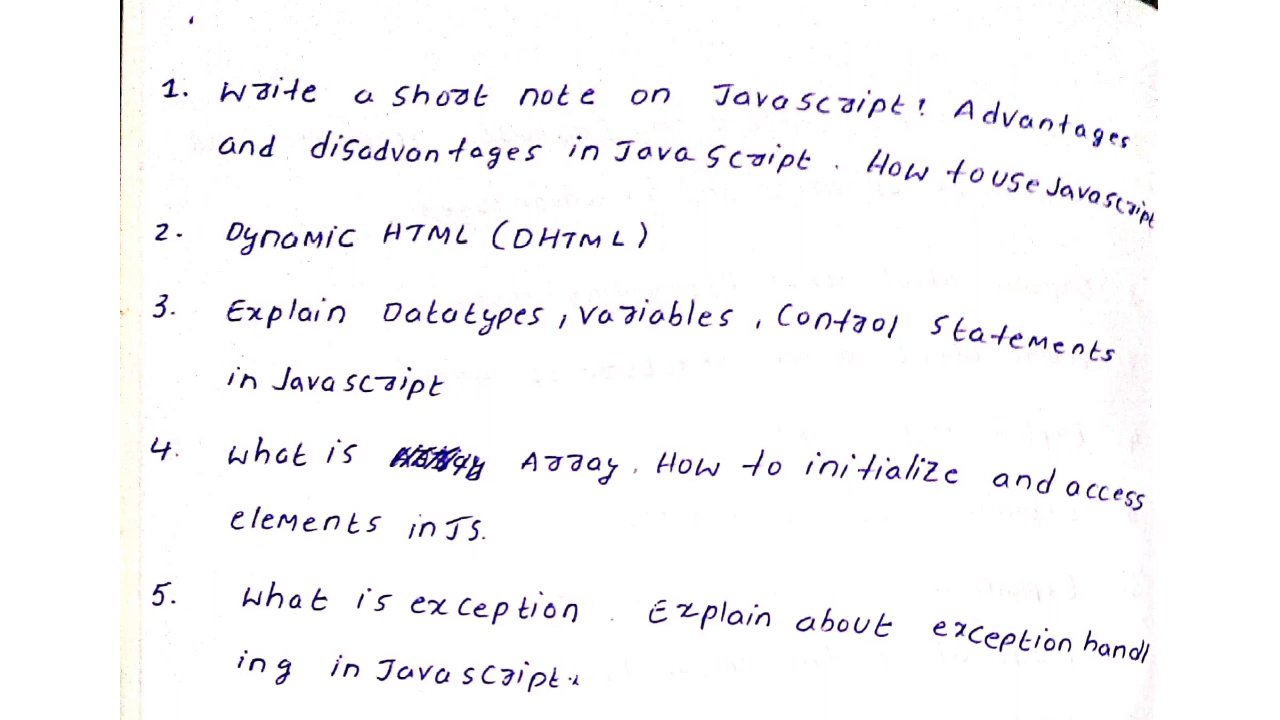 1. Write a short note on Javascript! Advantages
and disadvantages in Java Script. How to use Javascript
2. Dynamic HTML (DHTML)
3. Explain Datatypes, variables, Control Statements
in Javascript
4. what is Array. How to initialize and access
elements in JS.
5. What is exception. Explain about exception handl
ing in Javascript.